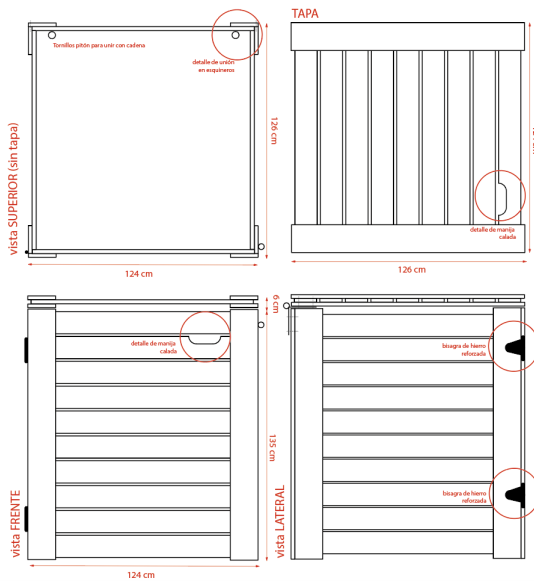 TAPA
Tornillos pitón para unir con cadena
detalle de unión
en esquineros
126 cm
vista SUPERIOR (sin tapa)
detalle de manija
calada
124 cm
126 cm
6 cm
detalle de manija
calada
bisagra de hierro
reforzada
135 cm
vista FRENTE
vista LATERAL
bisagra de hierro
reforzada
124 cm